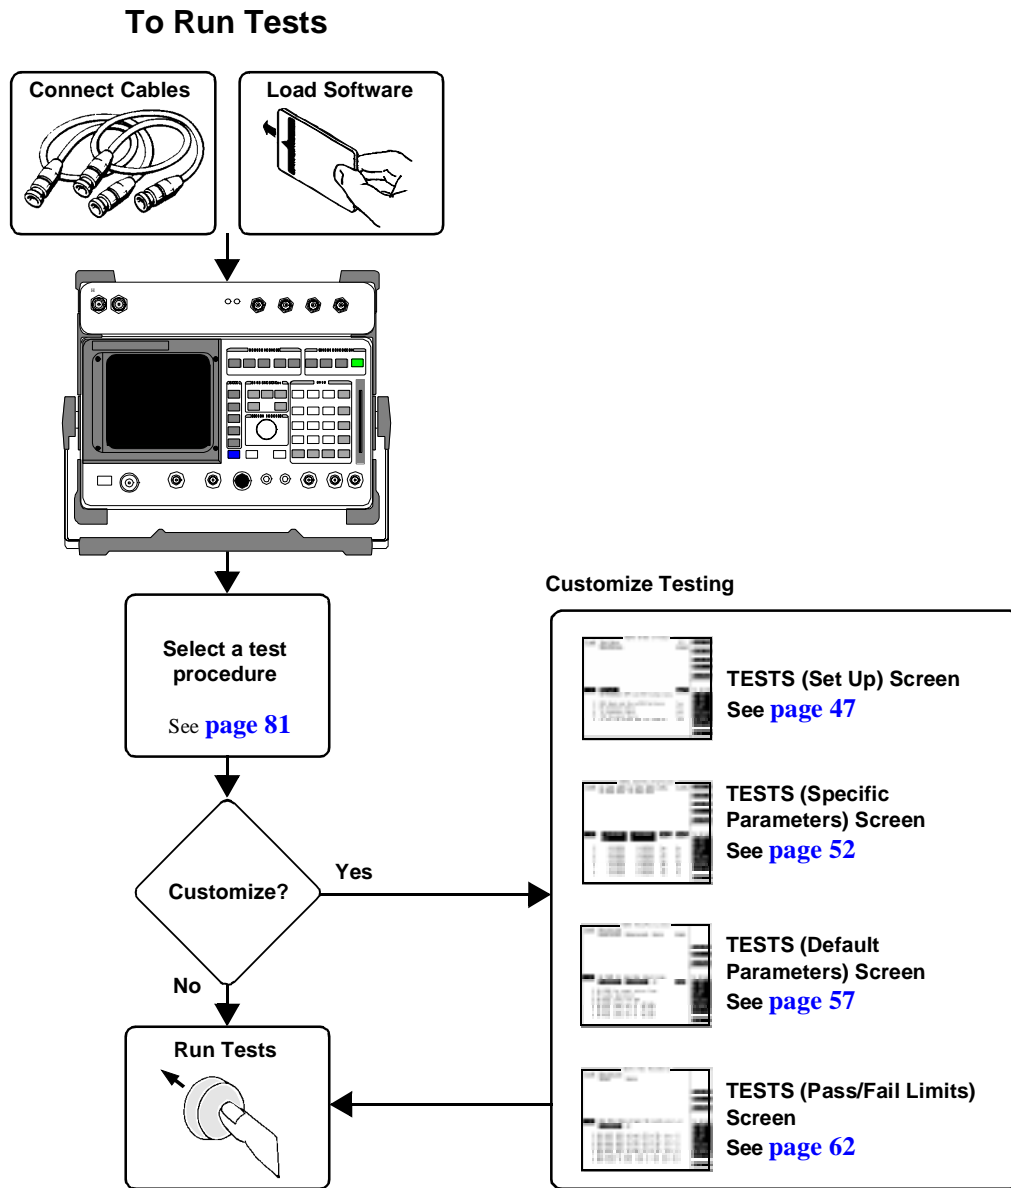 To Run Tests
Connect Cables
Load Software
Select a test
procedure
See page 81
Customize?
Yes
No
Run Tests
Customize Testing
TESTS (Set Up) Screen
See page 47
TESTS (Specific
Parameters) Screen
See page 52
TESTS (Default
Parameters) Screen
See page 57
TESTS (Pass/Fail Limits)
Screen
See page 62